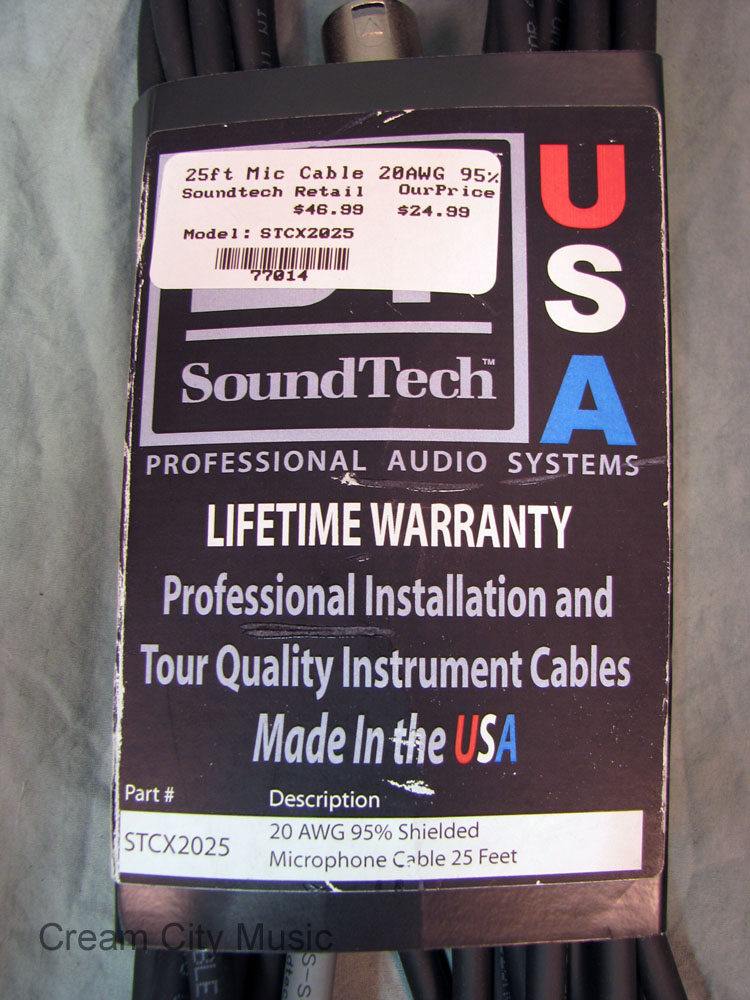 25ft Mic Cable 20AWG 95%
Soundtech Retail OurPrice
$46.99 $24.99
Model: STCX2025
77014
USA
SoundTech™
PROFESSIONAL AUDIO SYSTEMS
LIFETIME WARRANTY
Professional Installation and
Tour Quality Instrument Cables
Made In the USA
Part # Description
STCX2025 20 AWG 95% Shielded
Microphone Cable 25 Feet
Cream City Music